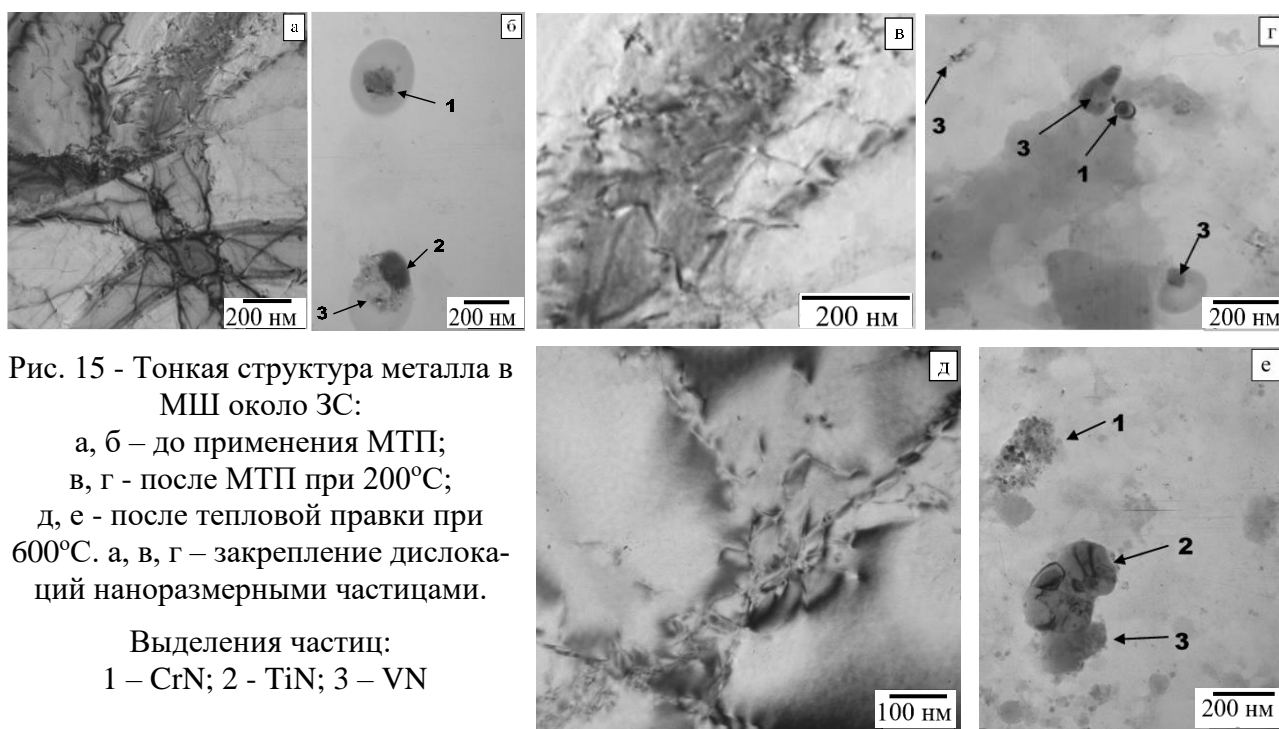 а
б
1
2
3
200 нм
200 нм
в
200 нм
г
3
3
1
3
200 нм
Рис. 15 - Тонкая структура металла в
МШ около ЗС:
а, б – до применения МТП;
в, г - после МТП при 200ºС;
д, е - после тепловой правки при
600ºС. а, в, г – закрепление дислока-
ций наноразмерными частицами.
Выделения частиц:
1 – CrN; 2 - TiN; 3 – VN
д
100 нм
е
1
2
3
200 нм